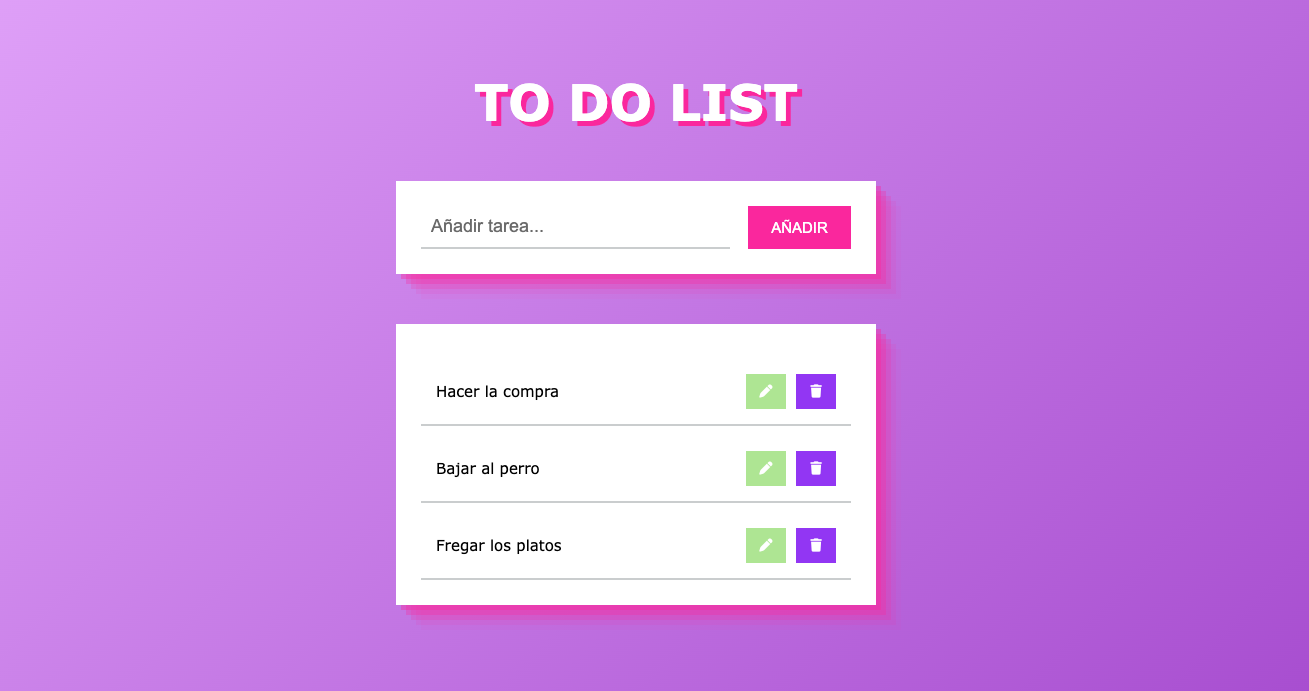 TO DO LIST
Añadir tarea...
AÑADIR
Hacer la compra
Bajar al perro
Fregar los platos